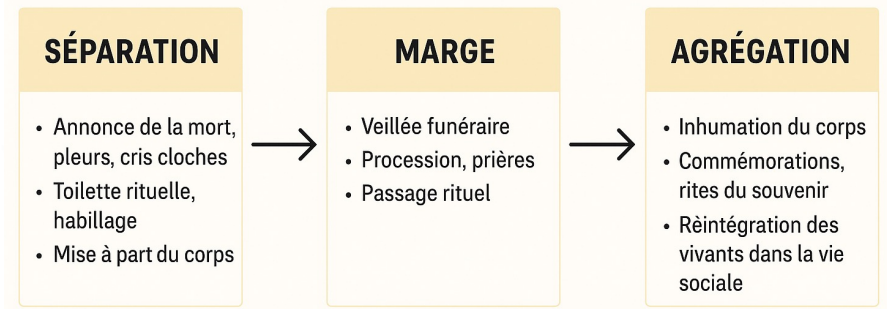 SÉPARATION
• Annonce de la mort,
pleurs, cris cloches
• Toilette rituelle,
habillage
• Mise à part du corps
MARGE
• Veillée funéraire
• Procession, prières
• Passage rituel
AGRÉGATION
• Inhumation du corps
• Commémorations,
rites du souvenir
• Rèintégration des
vivants dans la vie
sociale